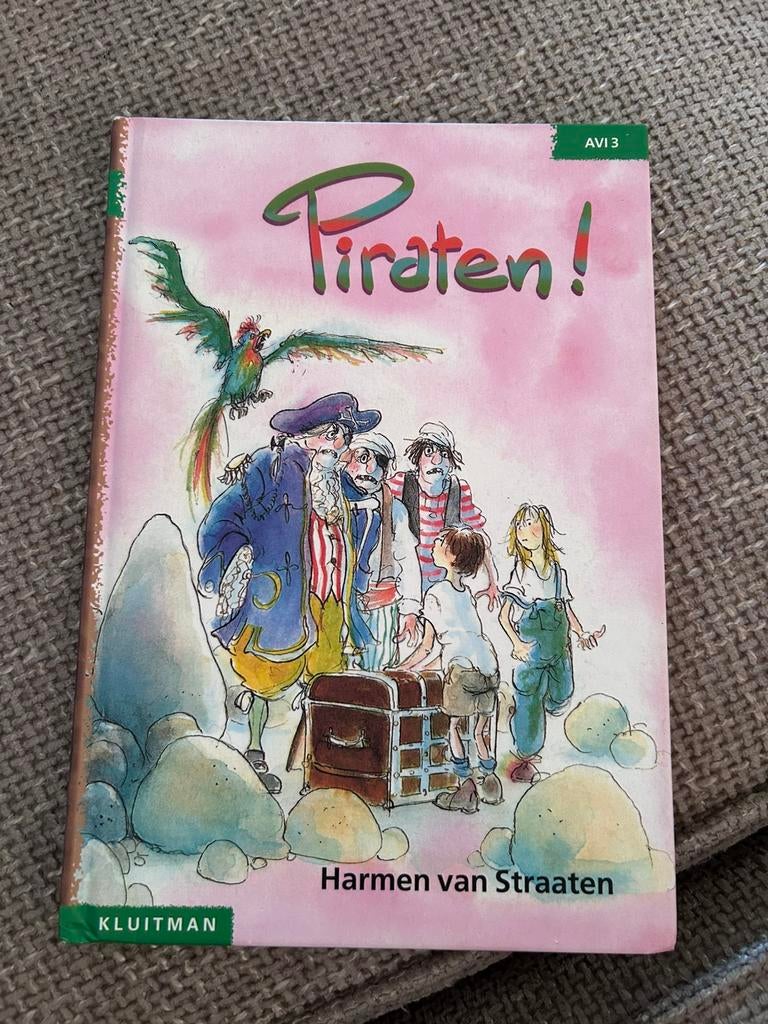 AVI 3
Piraten!
Harmen van Straaten
KLUITMAN